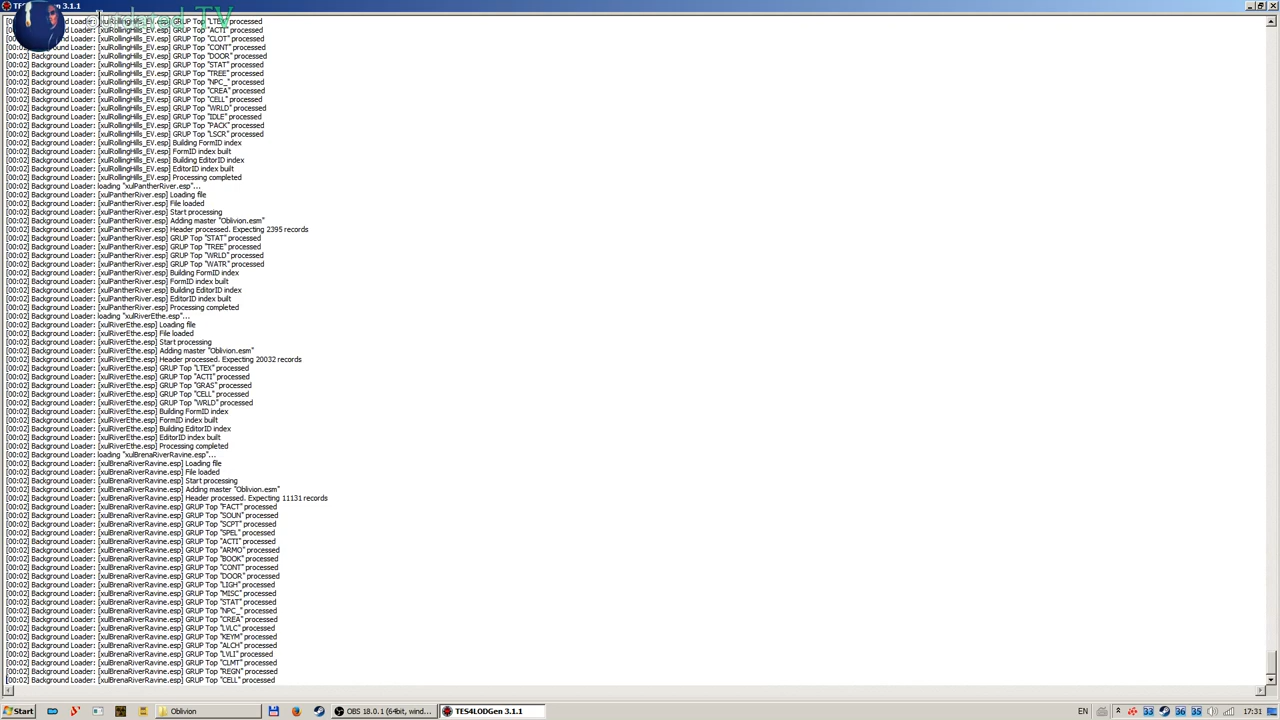 TES4LODGen 3.1.1
[00:02] Background Loader: [xulRollingHills_EV.esp] GRUP Top "LTEX" processed
[00:02] Background Loader: [xulRollingHills_EV.esp] GRUP Top "ACTI" processed
[00:02] Background Loader: [xulRollingHills_EV.esp] GRUP Top "CLOT" processed
[00:02] Background Loader: [xulRollingHills_EV.esp] GRUP Top "CONT" processed
[00:02] Background Loader: [xulRollingHills_EV.esp] GRUP Top "DOOR" processed
[00:02] Background Loader: [xulRollingHills_EV.esp] GRUP Top "STAT" processed
[00:02] Background Loader: [xulRollingHills_EV.esp] GRUP Top "TREE" processed
[00:02] Background Loader: [xulRollingHills_EV.esp] GRUP Top "NPC_" processed
[00:02] Background Loader: [xulRollingHills_EV.esp] GRUP Top "CREA" processed
[00:02] Background Loader: [xulRollingHills_EV.esp] GRUP Top "CELL" processed
[00:02] Background Loader: [xulRollingHills_EV.esp] GRUP Top "WRLD" processed
[00:02] Background Loader: [xulRollingHills_EV.esp] GRUP Top "IDLE" processed
[00:02] Background Loader: [xulRollingHills_EV.esp] GRUP Top "PACK" processed
[00:02] Background Loader: [xulRollingHills_EV.esp] GRUP Top "LSCR" processed
[00:02] Background Loader: [xulRollingHills_EV.esp] Building FormID index
[00:02] Background Loader: [xulRollingHills_EV.esp] FormID index built
[00:02] Background Loader: [xulRollingHills_EV.esp] Building EditorID index
[00:02] Background Loader: [xulRollingHills_EV.esp] EditorID index built
[00:02] Background Loader: [xulRollingHills_EV.esp] Processing completed
[00:02] Background Loader: loading "xulPantherRiver.esp"...
[00:02] Background Loader: [xulPantherRiver.esp] Loading file
[00:02] Background Loader: [xulPantherRiver.esp] File loaded
[00:02] Background Loader: [xulPantherRiver.esp] Start processing
[00:02] Background Loader: [xulPantherRiver.esp] Adding master "Oblivion.esm"
[00:02] Background Loader: [xulPantherRiver.esp] Header processed. Expecting 2395 records
[00:02] Background Loader: [xulPantherRiver.esp] GRUP Top "STAT" processed
[00:02] Background Loader: [xulPantherRiver.esp] GRUP Top "TREE" processed
[00:02] Background Loader: [xulPantherRiver.esp] GRUP Top "WRLD" processed
[00:02] Background Loader: [xulPantherRiver.esp] GRUP Top "WATR" processed
[00:02] Background Loader: [xulPantherRiver.esp] Building FormID index
[00:02] Background Loader: [xulPantherRiver.esp] FormID index built
[00:02] Background Loader: [xulPantherRiver.esp] Building EditorID index
[00:02] Background Loader: [xulPantherRiver.esp] EditorID index built
[00:02] Background Loader: [xulPantherRiver.esp] Processing completed
[00:02] Background Loader: loading "xulRiverEthe.esp"...
[00:02] Background Loader: [xulRiverEthe.esp] Loading file
[00:02] Background Loader: [xulRiverEthe.esp] File loaded
[00:02] Background Loader: [xulRiverEthe.esp] Start processing
[00:02] Background Loader: [xulRiverEthe.esp] Adding master "Oblivion.esm"
[00:02] Background Loader: [xulRiverEthe.esp] Header processed. Expecting 20032 records
[00:02] Background Loader: [xulRiverEthe.esp] GRUP Top "LTEX" processed
[00:02] Background Loader: [xulRiverEthe.esp] GRUP Top "ACTI" processed
[00:02] Background Loader: [xulRiverEthe.esp] GRUP Top "GRAS" processed
[00:02] Background Loader: [xulRiverEthe.esp] GRUP Top "CELL" processed
[00:02] Background Loader: [xulRiverEthe.esp] GRUP Top "WRLD" processed
[00:02] Background Loader: [xulRiverEthe.esp] Building FormID index
[00:02] Background Loader: [xulRiverEthe.esp] FormID index built
[00:02] Background Loader: [xulRiverEthe.esp] Building EditorID index
[00:02] Background Loader: [xulRiverEthe.esp] EditorID index built
[00:02] Background Loader: [xulRiverEthe.esp] Processing completed
[00:02] Background Loader: loading "xulBrenaRiverRavine.esp"...
[00:02] Background Loader: [xulBrenaRiverRavine.esp] Loading file
[00:02] Background Loader: [xulBrenaRiverRavine.esp] File loaded
[00:02] Background Loader: [xulBrenaRiverRavine.esp] Start processing
[00:02] Background Loader: [xulBrenaRiverRavine.esp] Adding master "Oblivion.esm"
[00:02] Background Loader: [xulBrenaRiverRavine.esp] Header processed. Expecting 11131 records
[00:02] Background Loader: [xulBrenaRiverRavine.esp] GRUP Top "FACT" processed
[00:02] Background Loader: [xulBrenaRiverRavine.esp] GRUP Top "SOUN" processed
[00:02] Background Loader: [xulBrenaRiverRavine.esp] GRUP Top "SCPT" processed
[00:02] Background Loader: [xulBrenaRiverRavine.esp] GRUP Top "SPEL" processed
[00:02] Background Loader: [xulBrenaRiverRavine.esp] GRUP Top "ACTI" processed
[00:02] Background Loader: [xulBrenaRiverRavine.esp] GRUP Top "ARMO" processed
[00:02] Background Loader: [xulBrenaRiverRavine.esp] GRUP Top "BOOK" processed
[00:02] Background Loader: [xulBrenaRiverRavine.esp] GRUP Top "CONT" processed
[00:02] Background Loader: [xulBrenaRiverRavine.esp] GRUP Top "DOOR" processed
[00:02] Background Loader: [xulBrenaRiverRavine.esp] GRUP Top "LIGH" processed
[00:02] Background Loader: [xulBrenaRiverRavine.esp] GRUP Top "MISC" processed
[00:02] Background Loader: [xulBrenaRiverRavine.esp] GRUP Top "STAT" processed
[00:02] Background Loader: [xulBrenaRiverRavine.esp] GRUP Top "NPC_" processed
[00:02] Background Loader: [xulBrenaRiverRavine.esp] GRUP Top "CREA" processed
[00:02] Background Loader: [xulBrenaRiverRavine.esp] GRUP Top "LVLC" processed
[00:02] Background Loader: [xulBrenaRiverRavine.esp] GRUP Top "KEYM" processed
[00:02] Background Loader: [xulBrenaRiverRavine.esp] GRUP Top "ALCH" processed
[00:02] Background Loader: [xulBrenaRiverRavine.esp] GRUP Top "LVLI" processed
[00:02] Background Loader: [xulBrenaRiverRavine.esp] GRUP Top "CLMT" processed
[00:02] Background Loader: [xulBrenaRiverRavine.esp] GRUP Top "REGN" processed
[00:02] Background Loader: [xulBrenaRiverRavine.esp] GRUP Top "CELL" processed
Start Oblivion OBS 18.0.1 (64bit, wind... TES4LODGen 3.1.1 EN 33 36 35 17:31